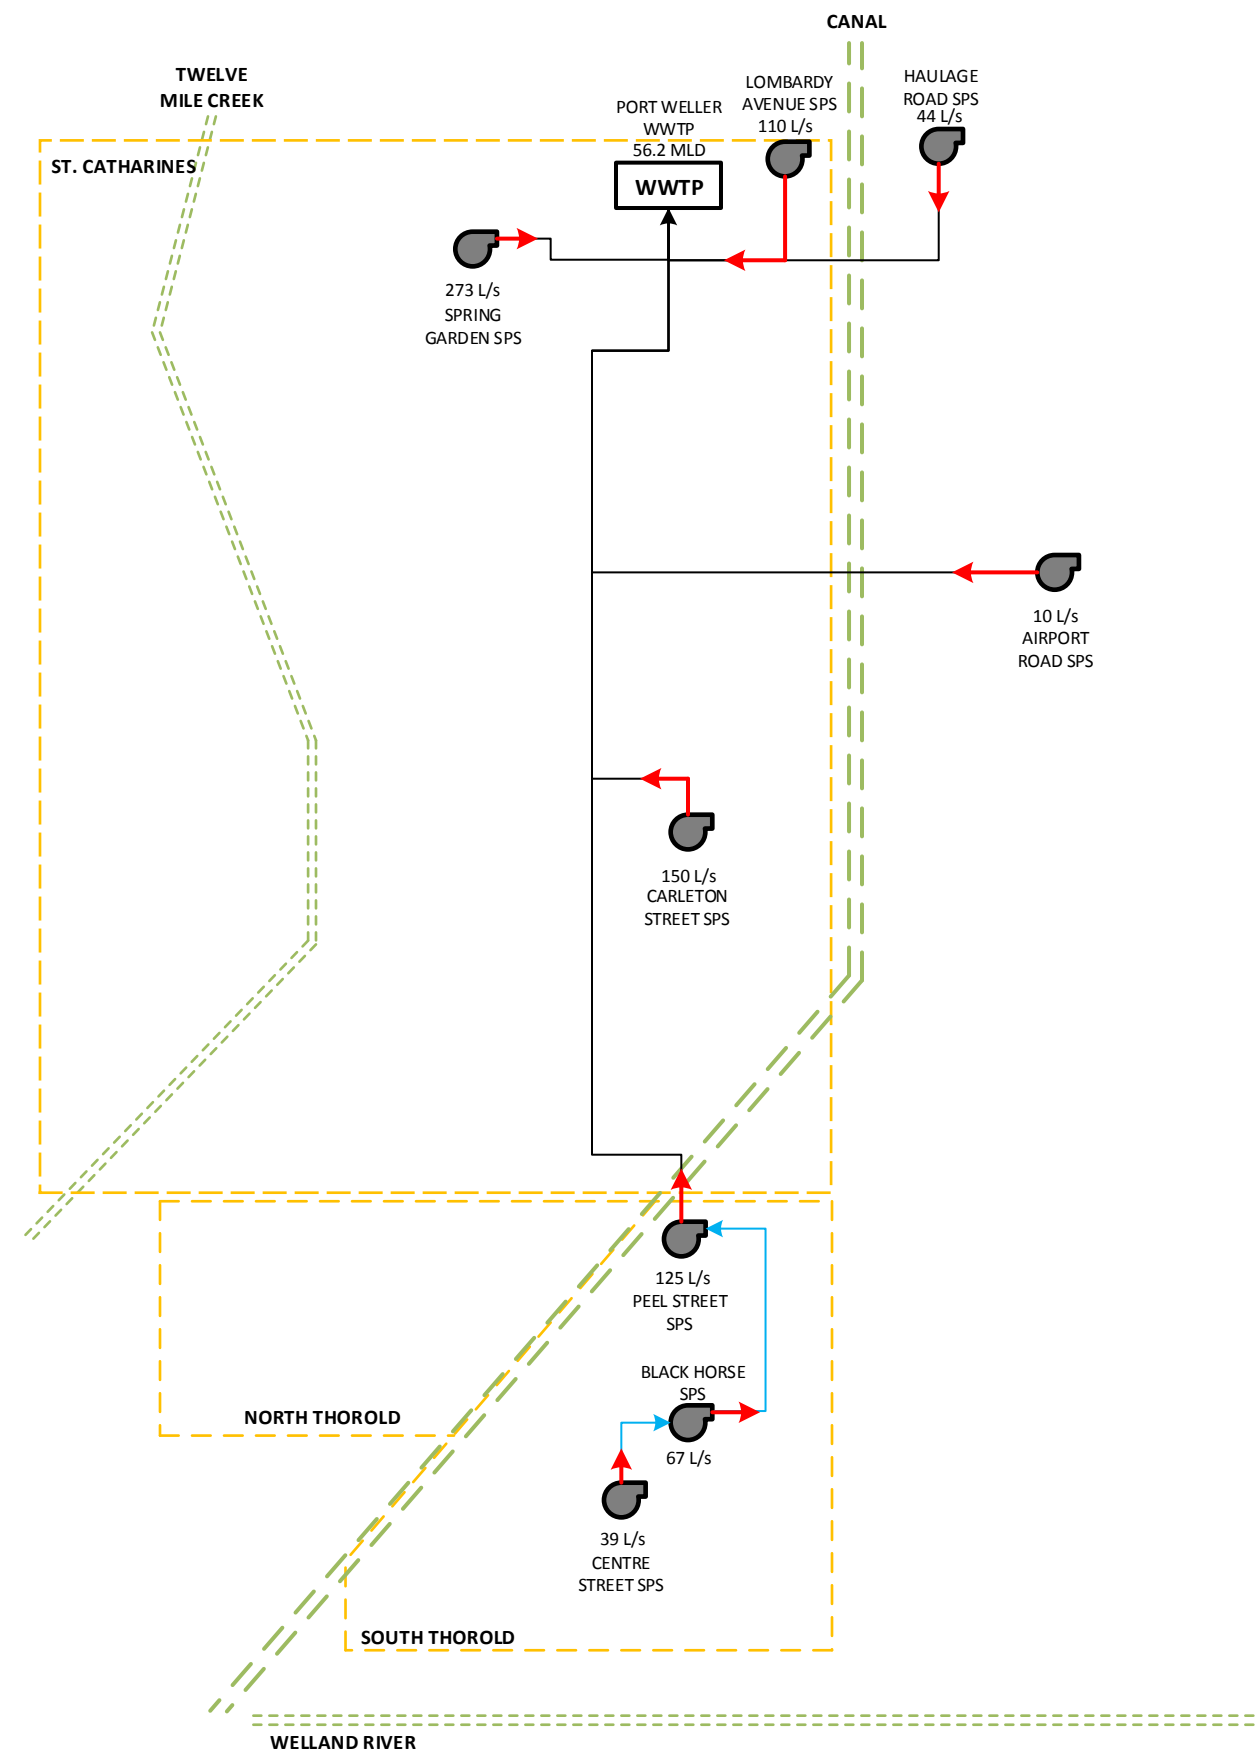 CANAL
TWELVE
MILE CREEK
LOMBARDY
AVENUE SPS
110 L/s
HAULAGE
ROAD SPS
44 L/s
PORT WELLER
WWTP
56.2 MLD
ST. CATHARINES
WWTP
273 L/s
SPRING
GARDEN SPS
10 L/s
AIRPORT
ROAD SPS
150 L/s
CARLETON
STREET SPS
125 L/s
PEEL STREET
SPS
BLACK HORSE
SPS
67 L/s
NORTH THOROLD
39 L/s
CENTRE
STREET SPS
SOUTH THOROLD
WELLAND RIVER